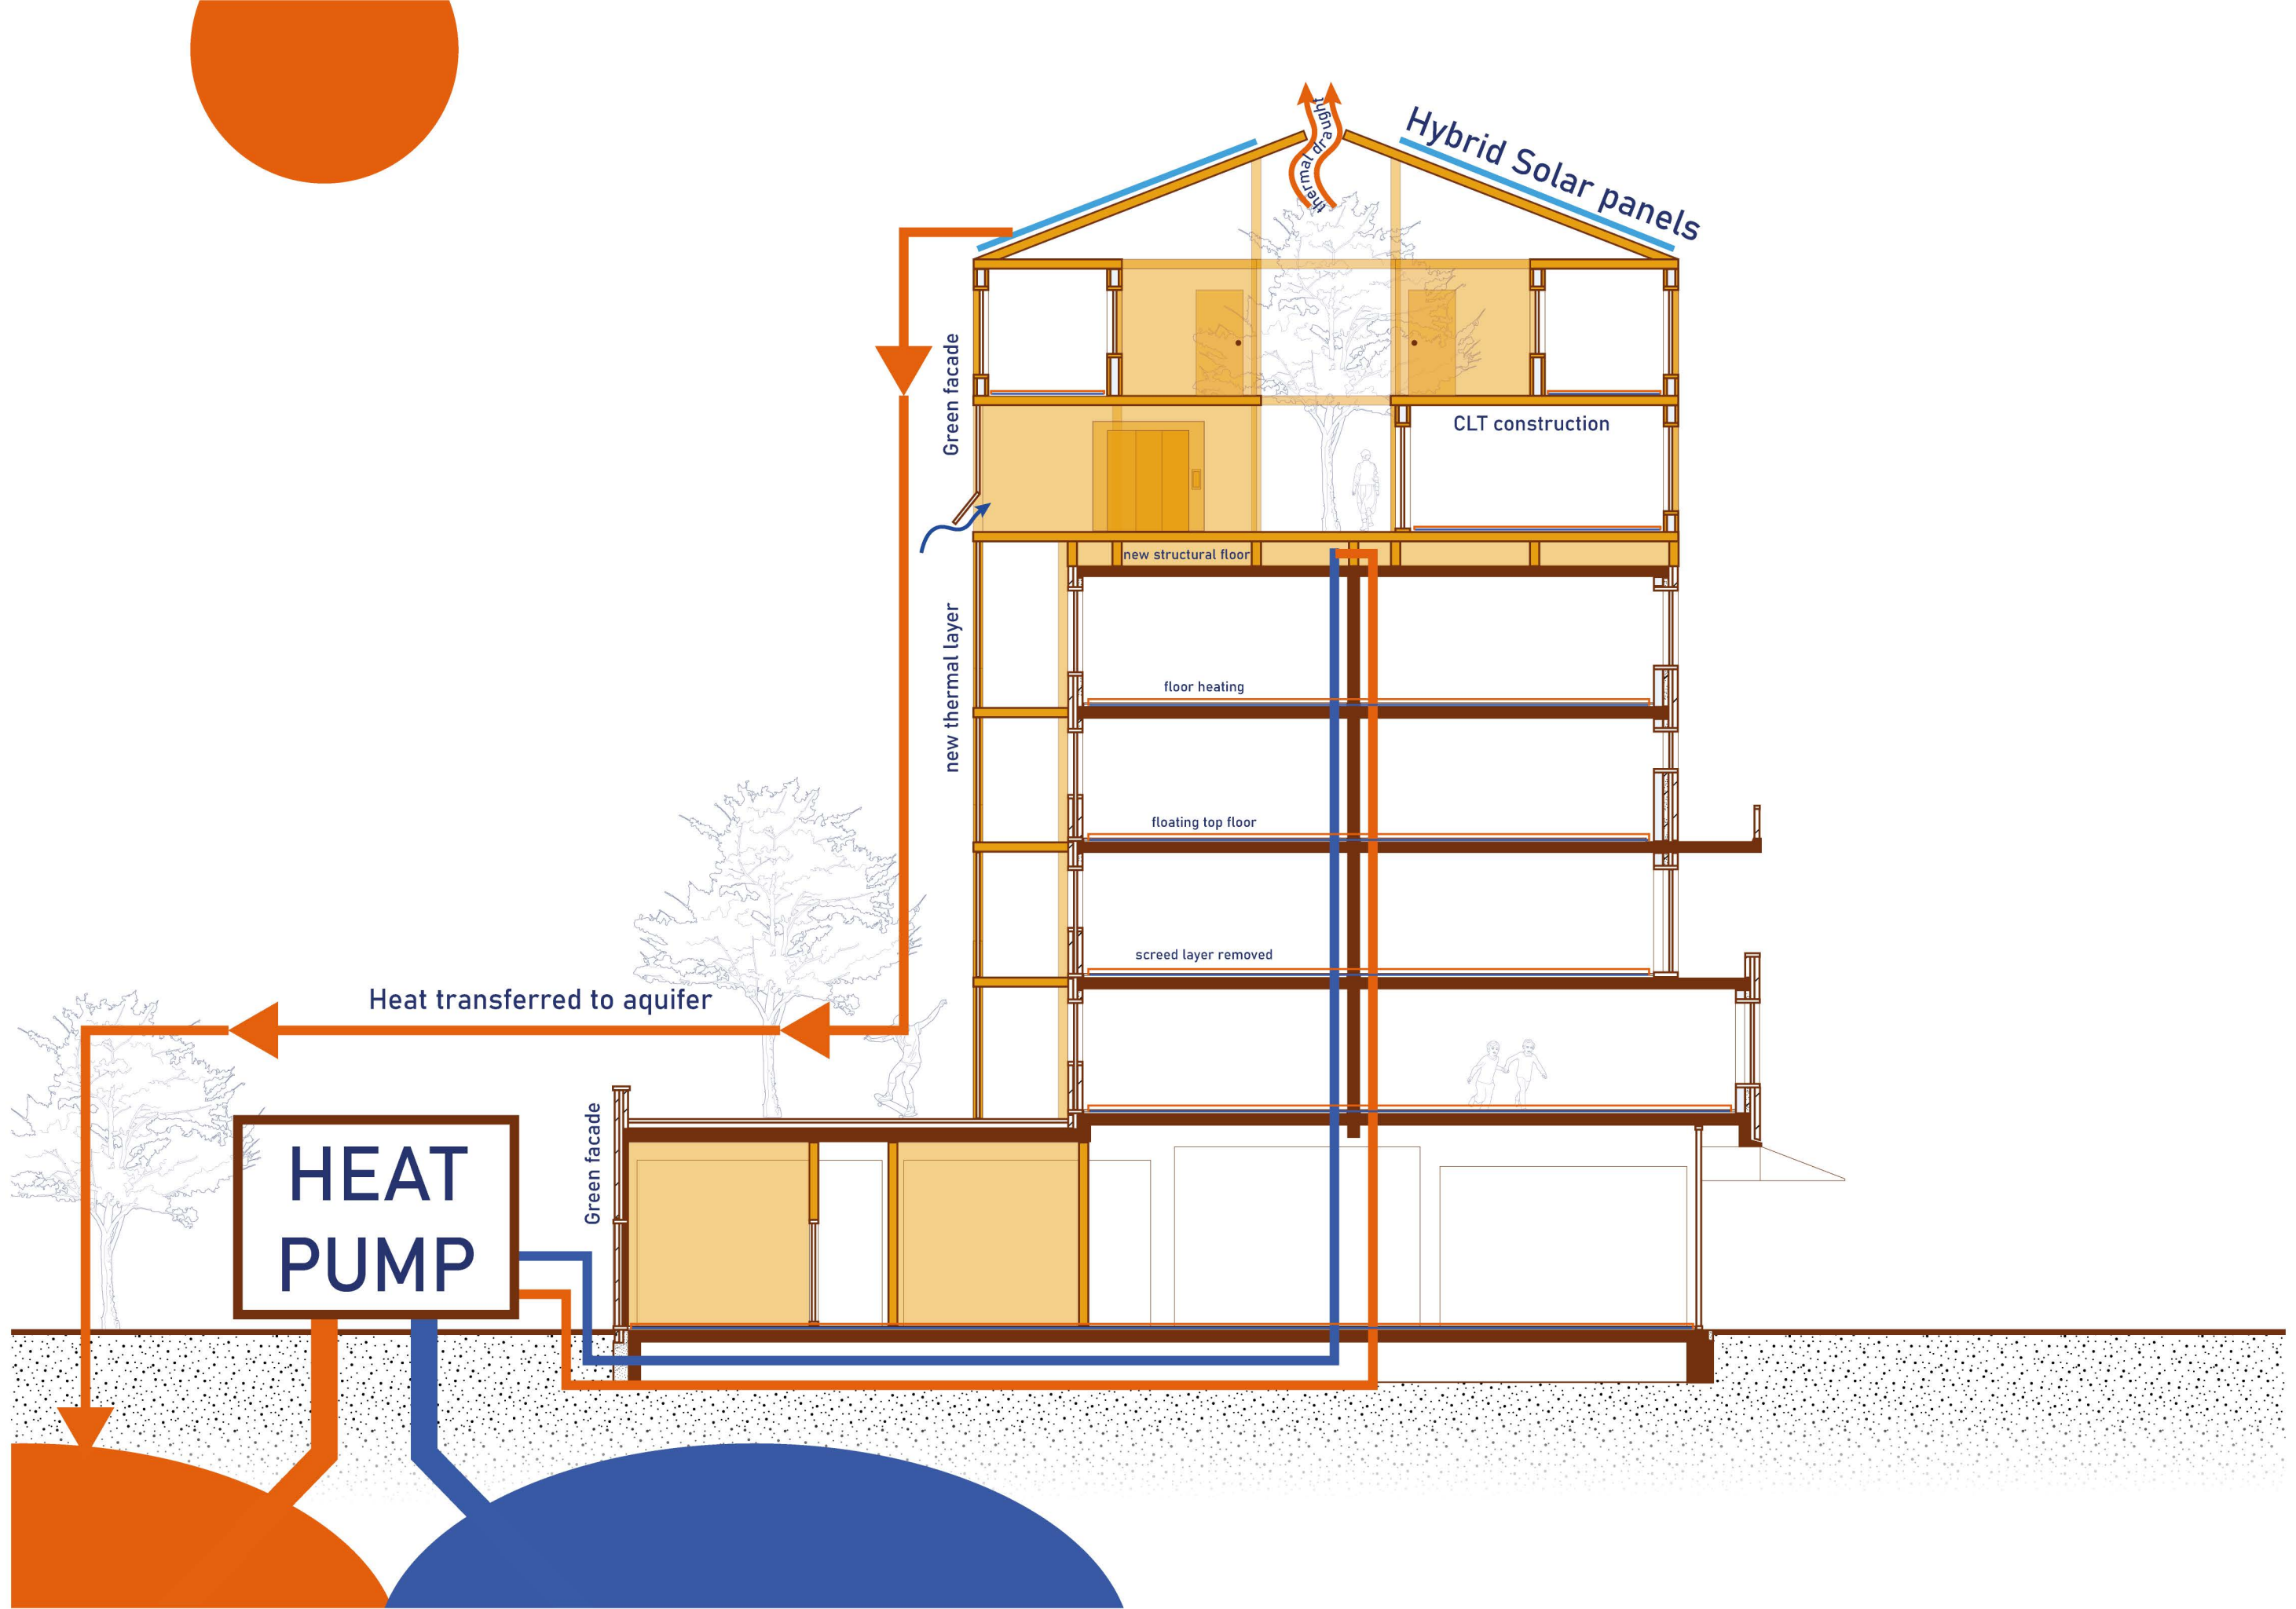 thermal draught
Hybrid Solar panels
Green facade
CLT construction
new structural floor
new thermal layer
floor heating
floating top floor
screed layer removed
Heat transferred to aquifer
Green facade
HEAT
PUMP